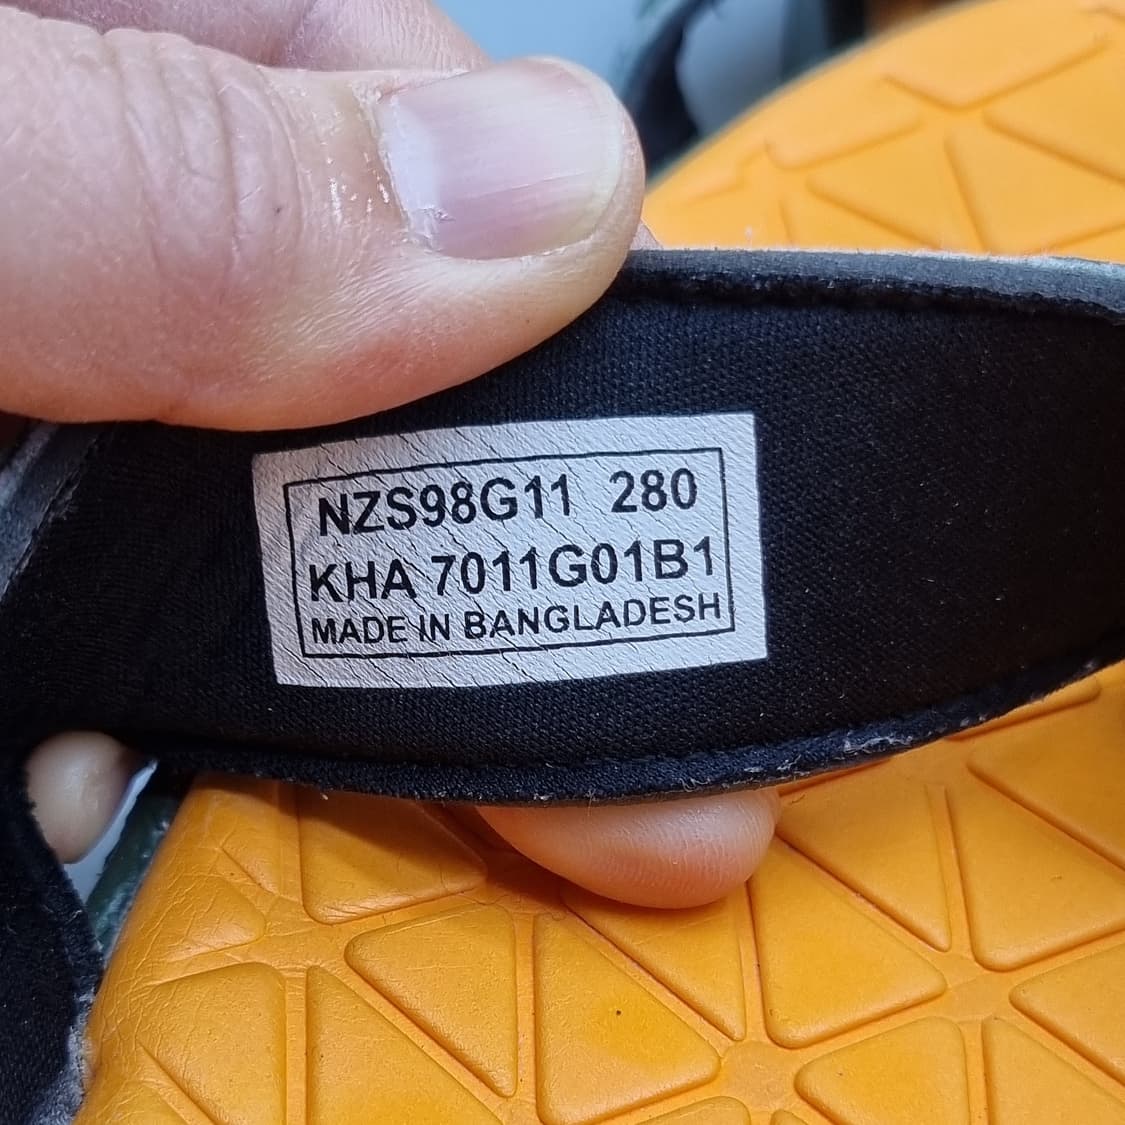 NZS98G11 280
KHA 7011G01B1
MADE IN BANGLADESH